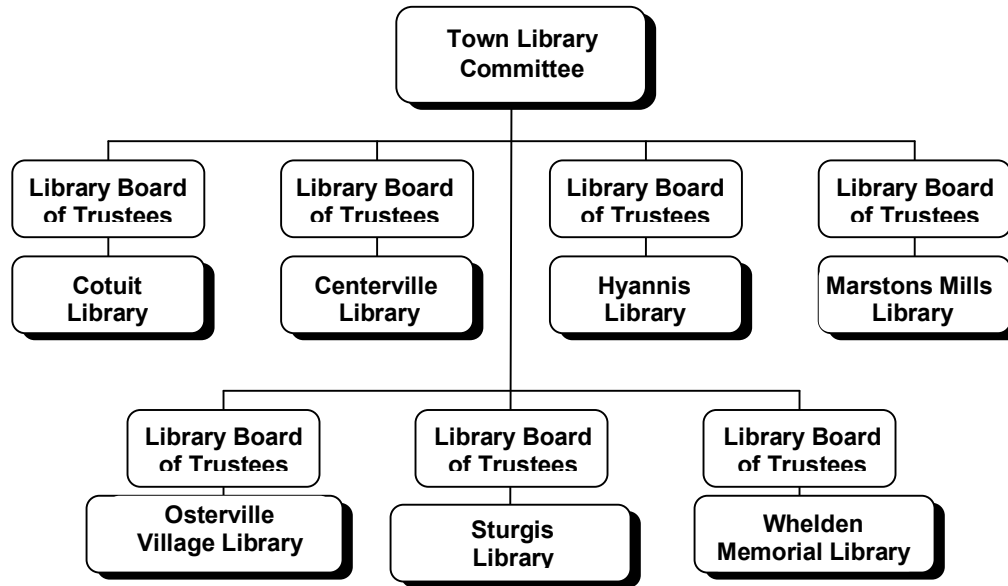 Town Library
Committee
Library Board
of Trustees
Library Board
of Trustees
Library Board
of Trustees
Library Board
of Trustees
Cotuit
Library
Centerville
Library
Hyannis
Library
Marstons Mills
Library
Library Board
of Trustees
Library Board
of Trustees
Library Board
of Trustees
Osterville
Village Library
Sturgis
Library
Whelden
Memorial Library